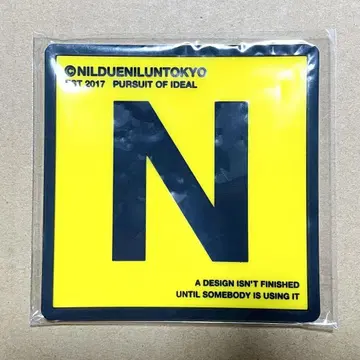 ©NILDUENILUNTOKYO
EST 2017 PURSUIT OF IDEAL
N
A DESIGN ISN'T FINISHED
UNTIL SOMEBODY IS USING IT